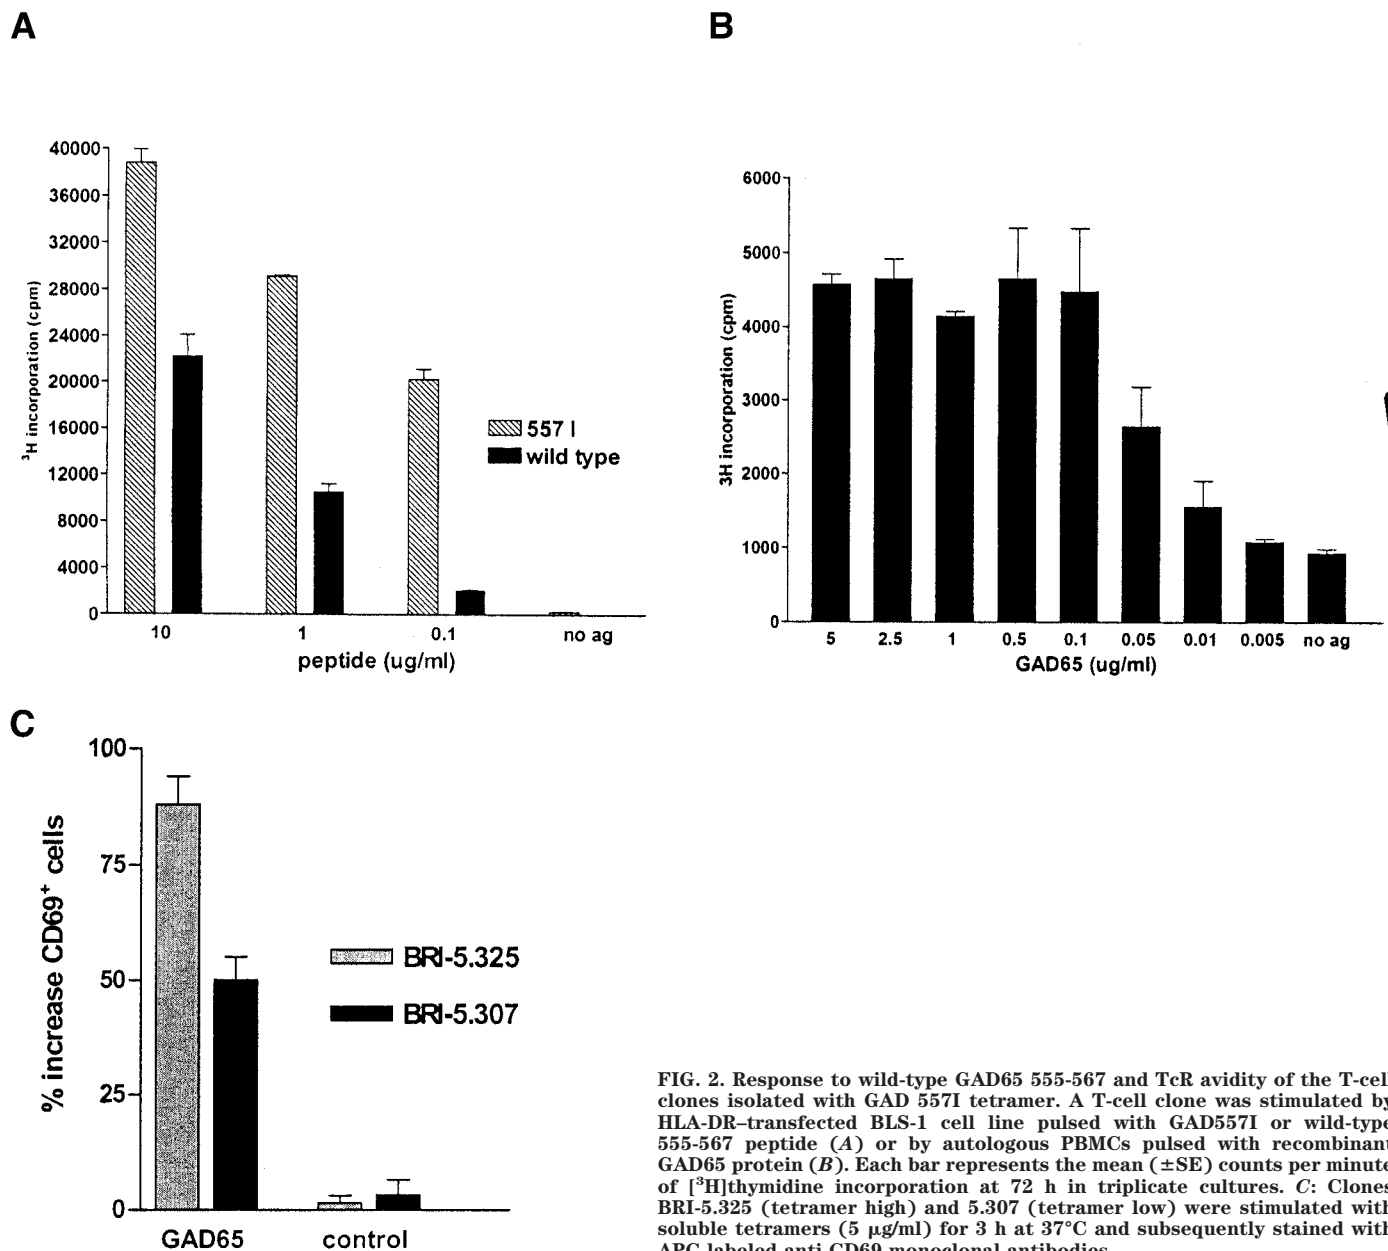 A
40000
36000
32000
28000
24000
20000
16000
12000
8000
4000
0
³H incorporation (cpm)
557 I
wild type
10 1 0.1 no ag
peptide (ug/ml)
B
6000
5000
4000
3000
2000
1000
0
3H incorporation (cpm)
5 2.5 1 0.5 0.1 0.05 0.01 0.005 no ag
GAD65 (ug/ml)
C
100
75
50
25
0
% increase CD69⁺ cells
BRI-5.325
BRI-5.307
GAD65 control
FIG. 2. Response to wild-type GAD65 555-567 and TcR avidity of the T-cell
clones isolated with GAD 557I tetramer. A T-cell clone was stimulated by
HLA-DR–transfected BLS-1 cell line pulsed with GAD557I or wild-type
555-567 peptide (A) or by autologous PBMCs pulsed with recombinant
GAD65 protein (B). Each bar represents the mean (±SE) counts per minute
of [³H]thymidine incorporation at 72 h in triplicate cultures. C: Clones
BRI-5.325 (tetramer high) and 5.307 (tetramer low) were stimulated with
soluble tetramers (5 μg/ml) for 3 h at 37°C and subsequently stained with
APC-labeled anti-CD69 monoclonal antibodies.